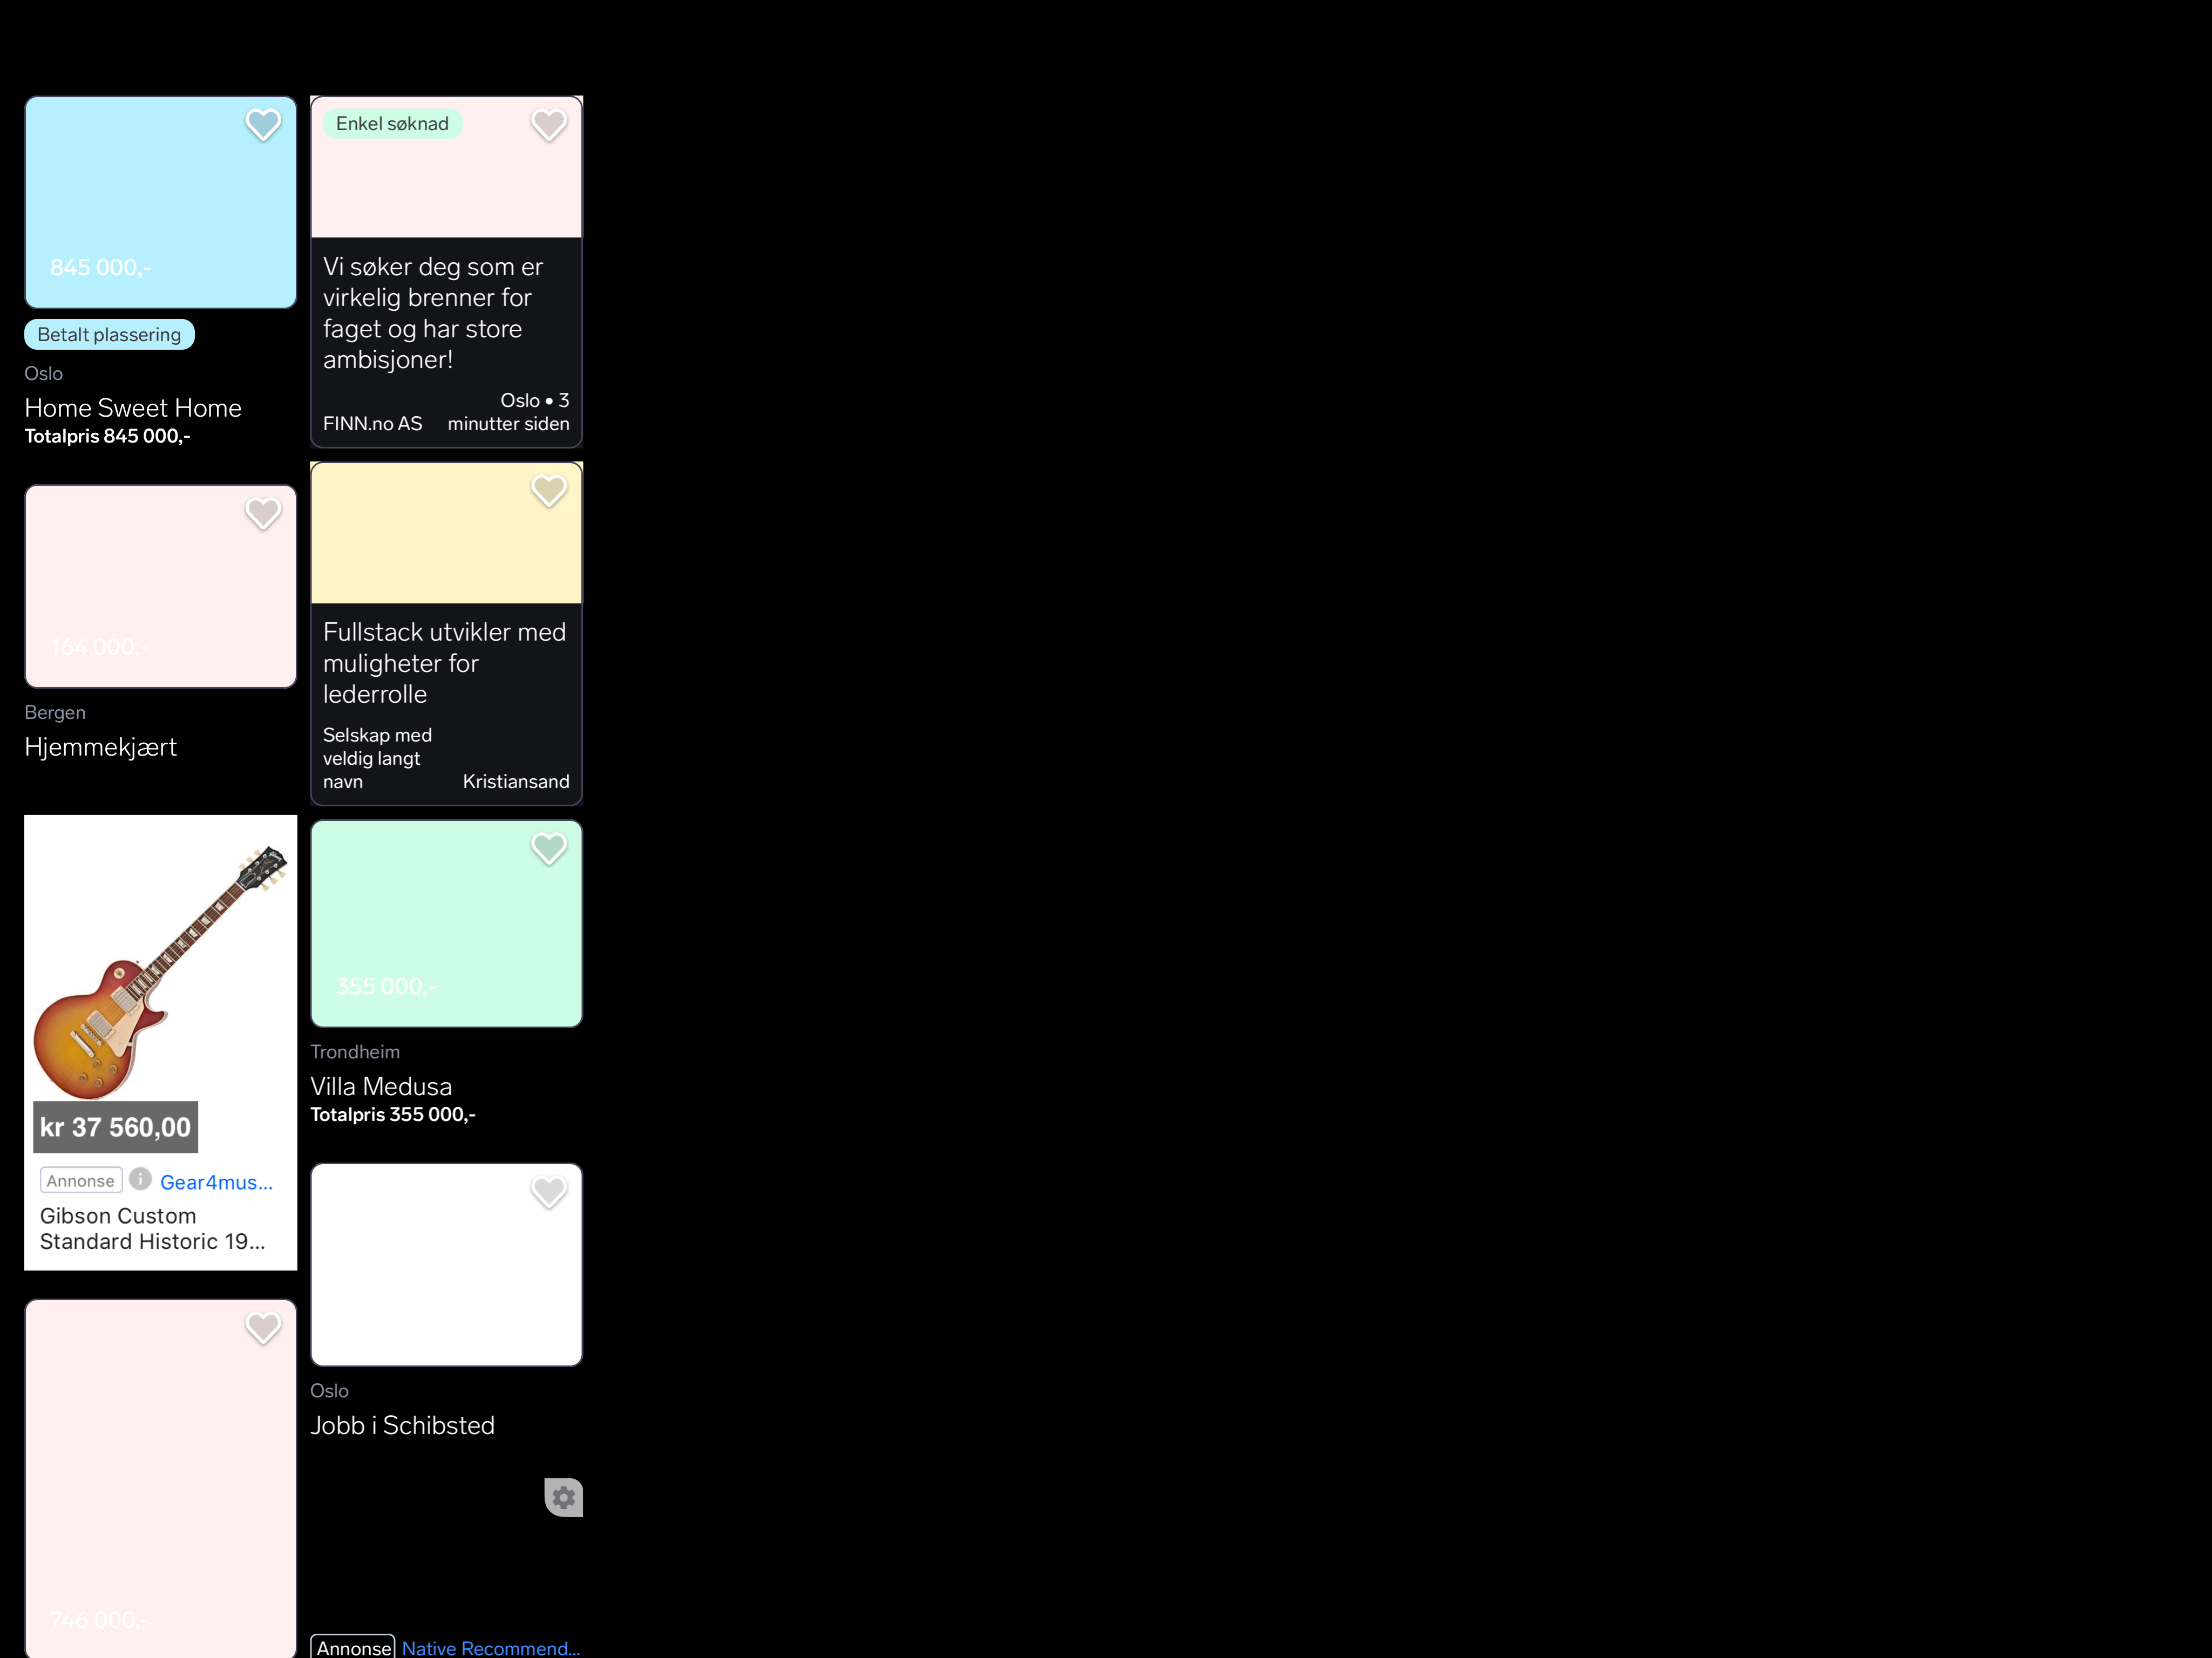 845 000,-
Betalt plassering
Oslo
Home Sweet Home
Totalpris 845 000,-
164 000,-
Bergen
Hjemmekjært
kr 37 560,00
Annonse
Gear4mus...
Gibson Custom
Standard Historic 19...
746 000,-
Enkel søknad
Vi søker deg som er
virkelig brenner for
faget og har store
ambisjoner!
Oslo • 3
FINN.no AS minutter siden
Fullstack utvikler med
muligheter for
lederrolle
Selskap med
veldig langt
navn Kristiansand
355 000,-
Trondheim
Villa Medusa
Totalpris 355 000,-
Oslo
Jobb i Schibsted
Annonse Native Recommend...